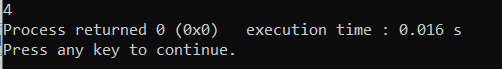 4
Process returned 0 (0x0)   execution time : 0.016 s
Press any key to continue.